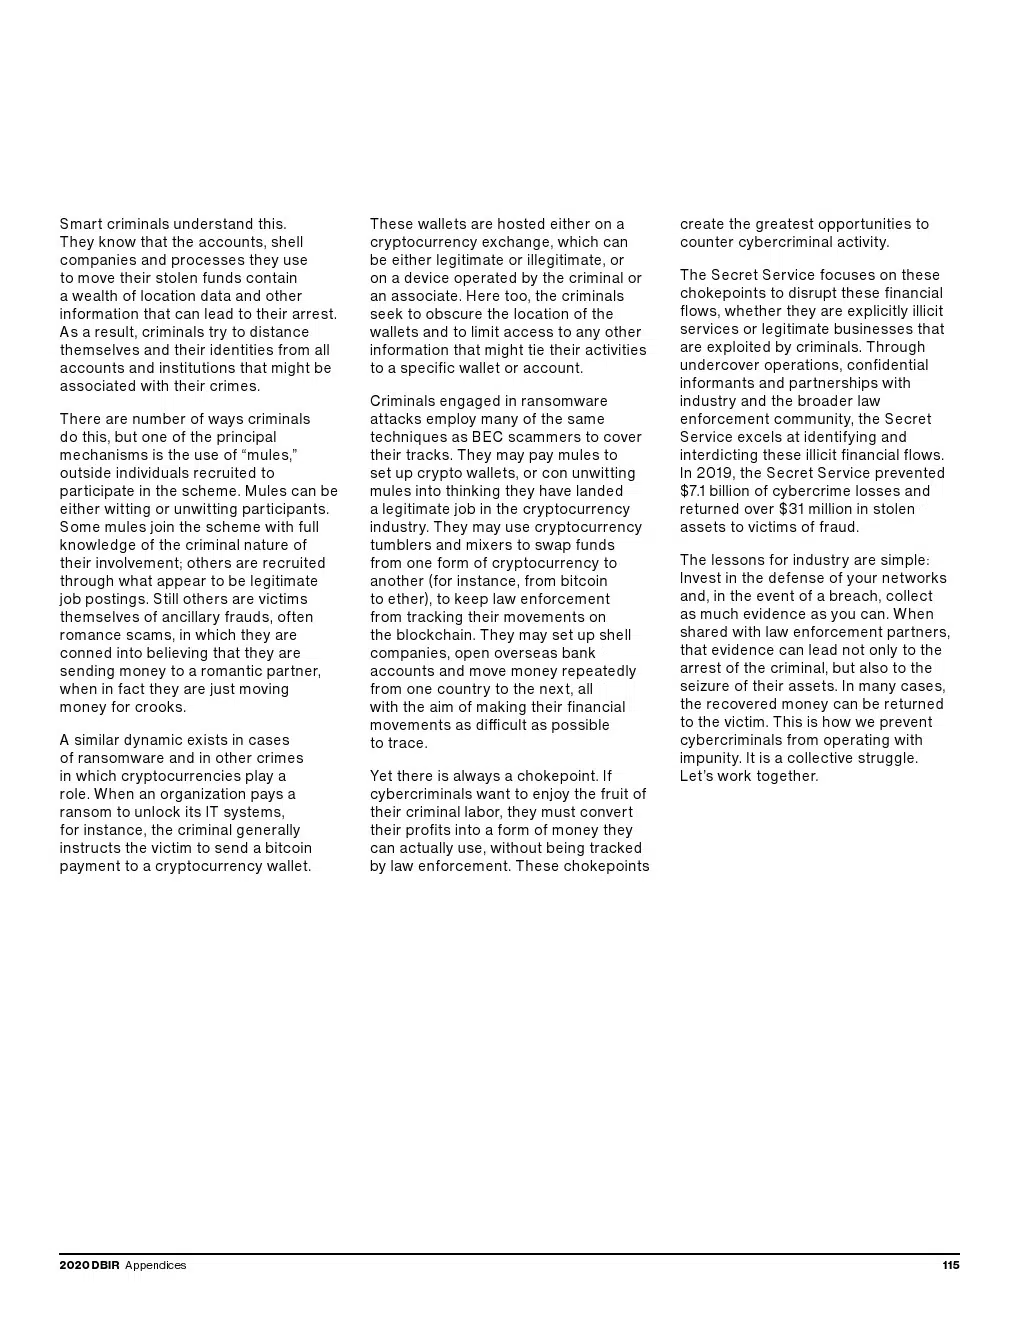 Smart criminals understand this.
They know that the accounts, shell
companies and processes they use
to move their stolen funds contain
a wealth of location data and other
information that can lead to their arrest.
As a result, criminals try to distance
themselves and their identities from all
accounts and institutions that might be
associated with their crimes.
There are number of ways criminals
do this, but one of the principal
mechanisms is the use of “mules,”
outside individuals recruited to
participate in the scheme. Mules can be
either witting or unwitting participants.
Some mules join the scheme with full
knowledge of the criminal nature of
their involvement; others are recruited
through what appear to be legitimate
job postings. Still others are victims
themselves of ancillary frauds, often
romance scams, in which they are
conned into believing that they are
sending money to a romantic partner,
when in fact they are just moving
money for crooks.
A similar dynamic exists in cases
of ransomware and in other crimes
in which cryptocurrencies play a
role. When an organization pays a
ransom to unlock its IT systems,
for instance, the criminal generally
instructs the victim to send a bitcoin
payment to a cryptocurrency wallet.
These wallets are hosted either on a
cryptocurrency exchange, which can
be either legitimate or illegitimate, or
on a device operated by the criminal or
an associate. Here too, the criminals
seek to obscure the location of the
wallets and to limit access to any other
information that might tie their activities
to a specific wallet or account.
Criminals engaged in ransomware
attacks employ many of the same
techniques as BEC scammers to cover
their tracks. They may pay mules to
set up crypto wallets, or con unwitting
mules into thinking they have landed
a legitimate job in the cryptocurrency
industry. They may use cryptocurrency
tumblers and mixers to swap funds
from one form of cryptocurrency to
another (for instance, from bitcoin
to ether), to keep law enforcement
from tracking their movements on
the blockchain. They may set up shell
companies, open overseas bank
accounts and move money repeatedly
from one country to the next, all
with the aim of making their financial
movements as difficult as possible
to trace.
Yet there is always a chokepoint. If
cybercriminals want to enjoy the fruit of
their criminal labor, they must convert
their profits into a form of money they
can actually use, without being tracked
by law enforcement. These chokepoints
create the greatest opportunities to
counter cybercriminal activity.
The Secret Service focuses on these
chokepoints to disrupt these financial
flows, whether they are explicitly illicit
services or legitimate businesses that
are exploited by criminals. Through
undercover operations, confidential
informants and partnerships with
industry and the broader law
enforcement community, the Secret
Service excels at identifying and
interdicting these illicit financial flows.
In 2019, the Secret Service prevented
$7.1 billion of cybercrime losses and
returned over $31 million in stolen
assets to victims of fraud.
The lessons for industry are simple:
Invest in the defense of your networks
and, in the event of a breach, collect
as much evidence as you can. When
shared with law enforcement partners,
that evidence can lead not only to the
arrest of the criminal, but also to the
seizure of their assets. In many cases,
the recovered money can be returned
to the victim. This is how we prevent
cybercriminals from operating with
impunity. It is a collective struggle.
Let’s work together.
2020 DBIR Appendices
115